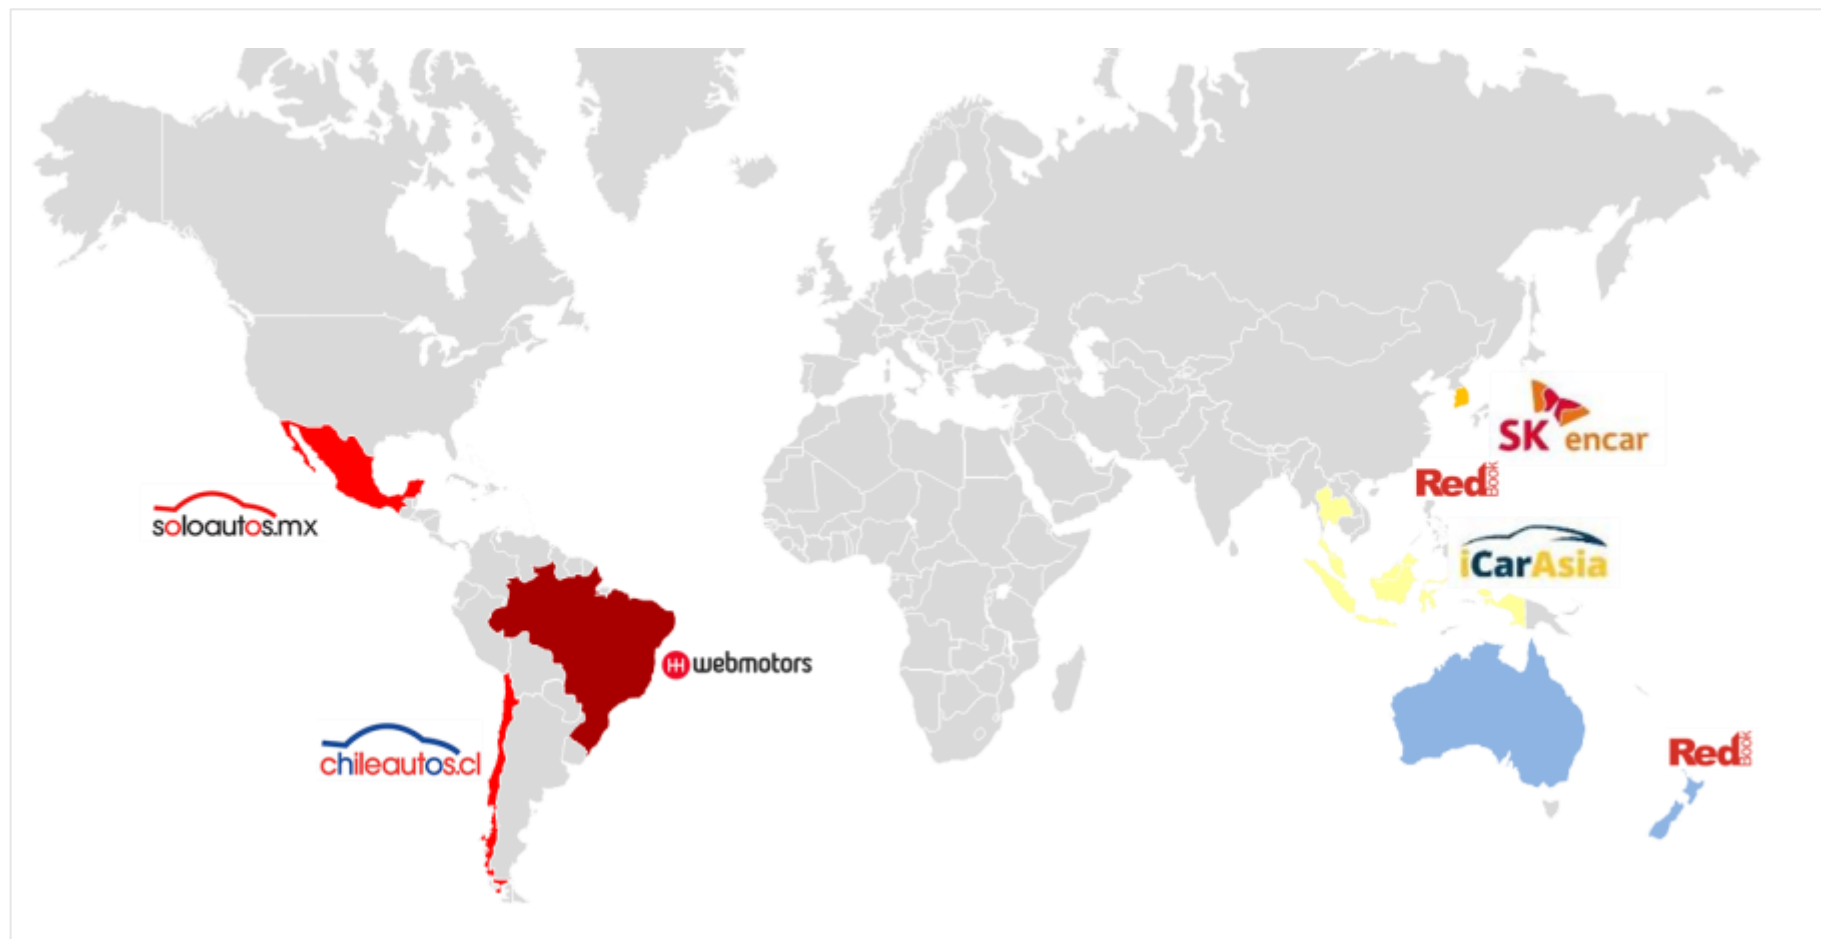 SK encar
Red Book
soloautos.mx
iCarAsia
webmotors
chileautos.cl
Red Book